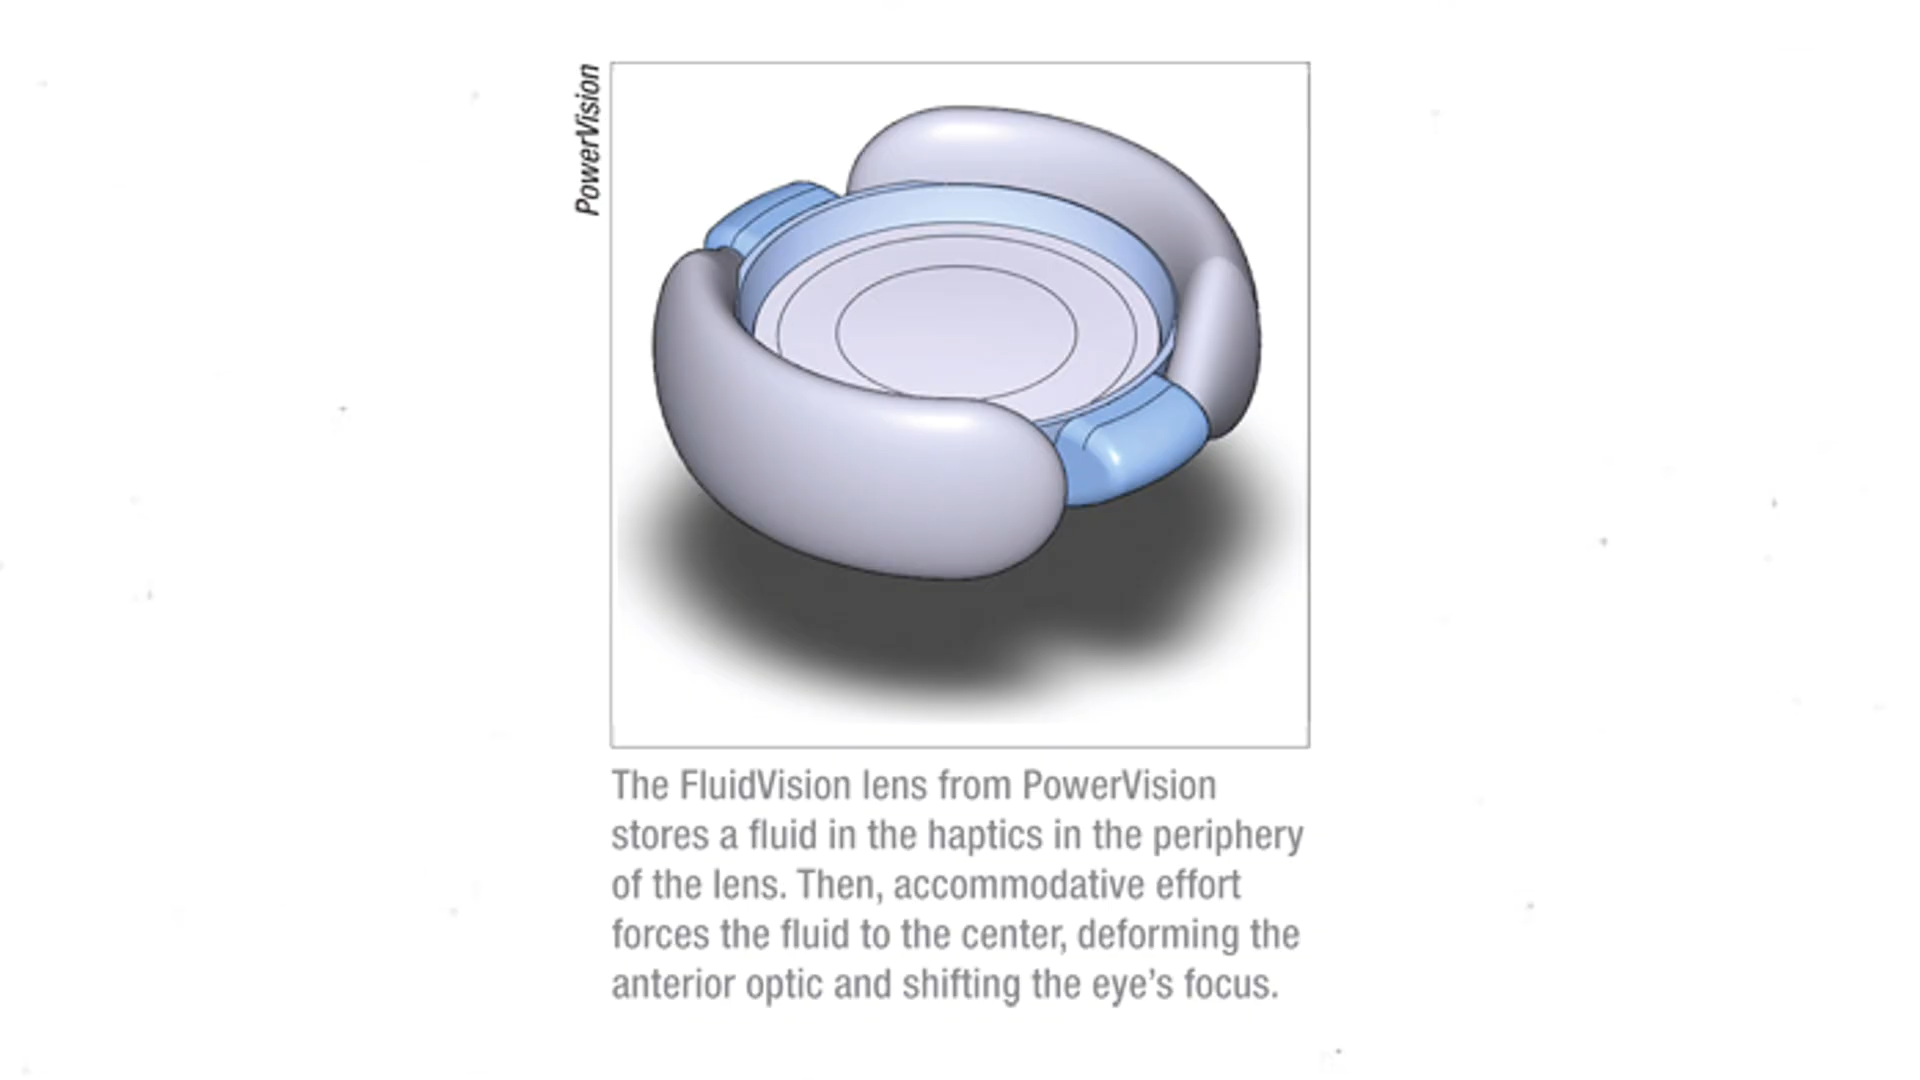 PowerVision
The FluidVision lens from PowerVision
stores a fluid in the haptics in the periphery
of the lens. Then, accommodative effort
forces the fluid to the center, deforming the
anterior optic and shifting the eye’s focus.